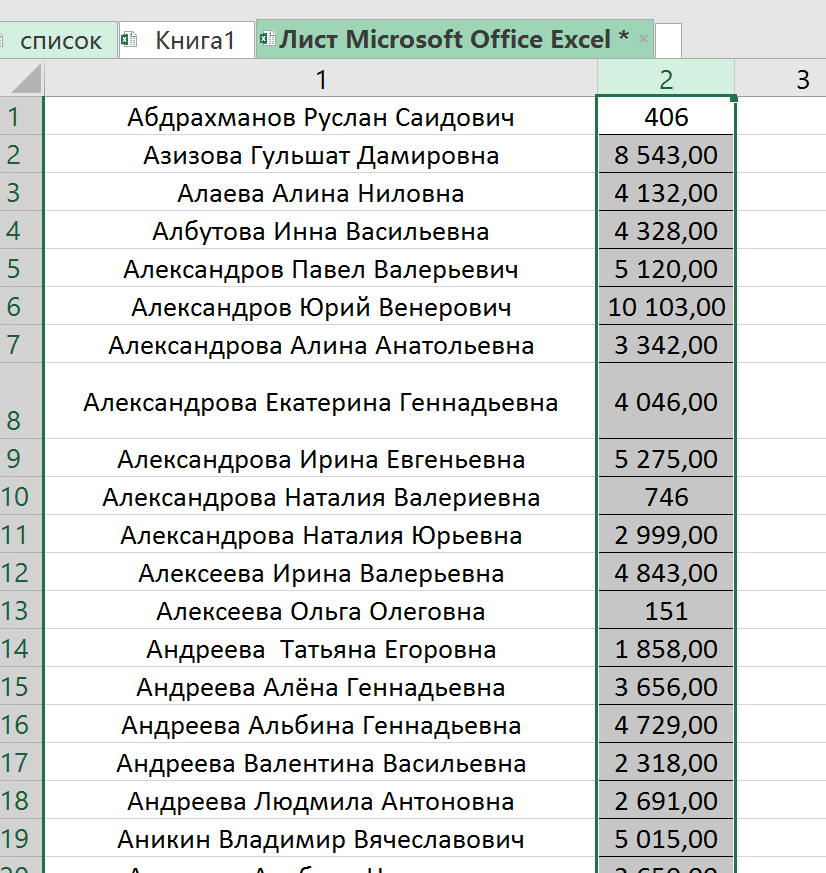 список Книга1 Лист Microsoft Office Excel * ×
1 2 3
1 Абдрахманов Руслан Саидович 406
2 Азизова Гульшат Дамировна 8 543,00
3 Алаева Алина Ниловна 4 132,00
4 Албутова Инна Васильевна 4 328,00
5 Александров Павел Валерьевич 5 120,00
6 Александров Юрий Венерович 10 103,00
7 Александрова Алина Анатольевна 3 342,00
8 Александрова Екатерина Геннадьевна 4 046,00
9 Александрова Ирина Евгеньевна 5 275,00
10 Александрова Наталия Валериевна 746
11 Александрова Наталия Юрьевна 2 999,00
12 Алексеева Ирина Валерьевна 4 843,00
13 Алексеева Ольга Олеговна 151
14 Андреева  Татьяна Егоровна 1 858,00
15 Андреева Алёна Геннадьевна 3 656,00
16 Андреева Альбина Геннадьевна 4 729,00
17 Андреева Валентина Васильевна 2 318,00
18 Андреева Людмила Антоновна 2 691,00
19 Аникин Владимир Вячеславович 5 015,00